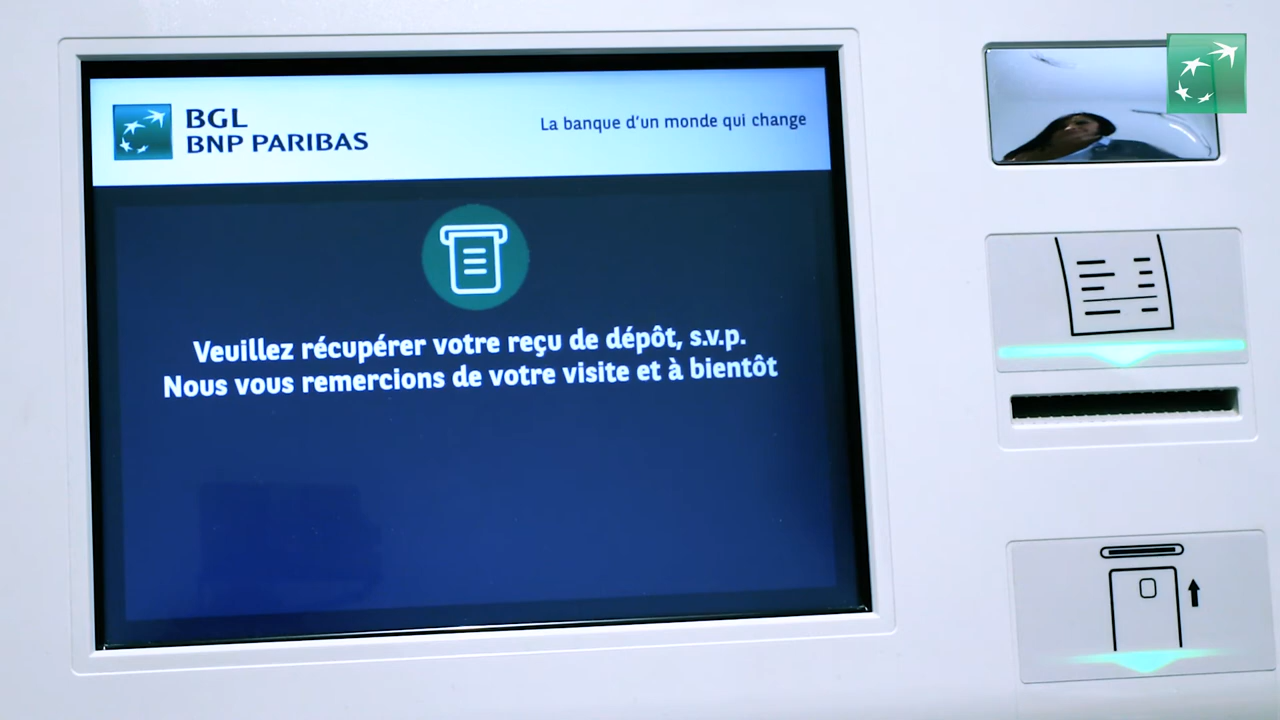 BGL
BNP PARIBAS
La banque d'un monde qui change
Veuillez récupérer votre reçu de dépôt, s.v.p.
Nous vous remercions de votre visite et à bientôt